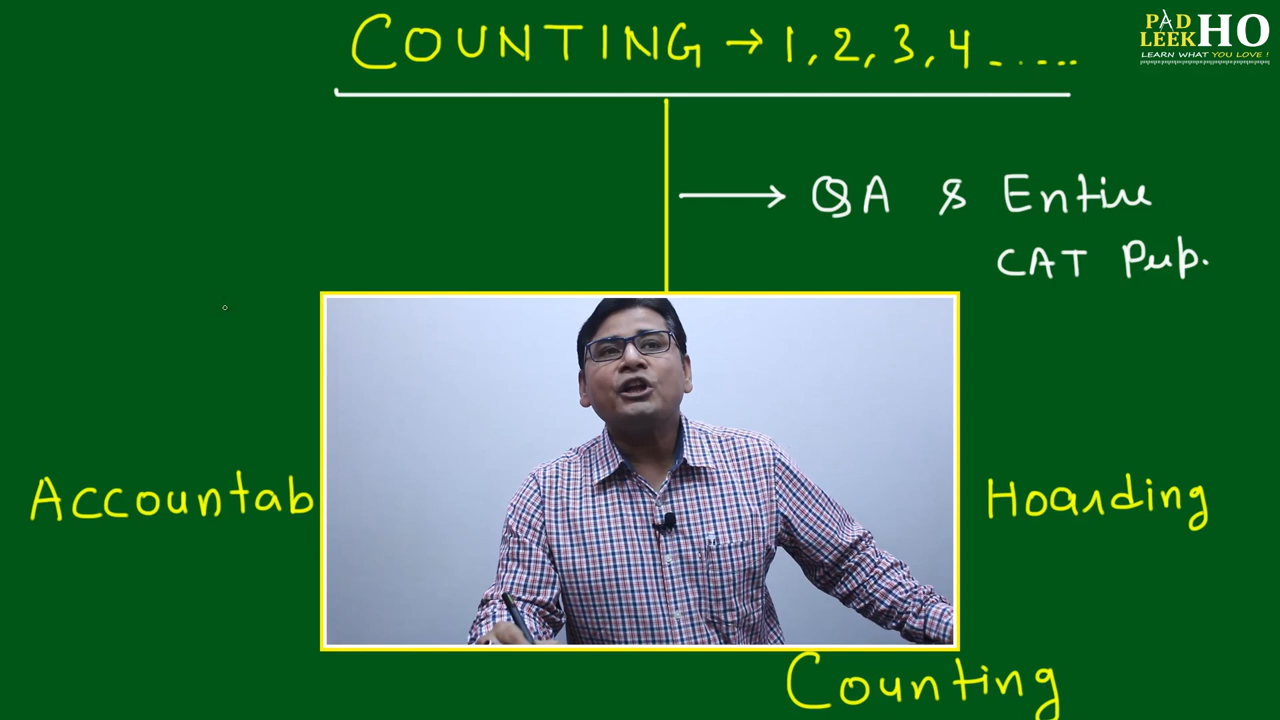 COUNTING → 1, 2, 3, 4 ......
PAD
LEEK HO
LEARN WHAT YOU LOVE !
QA & Entire
CAT Prep.
Accountab
Hoarding
Counting